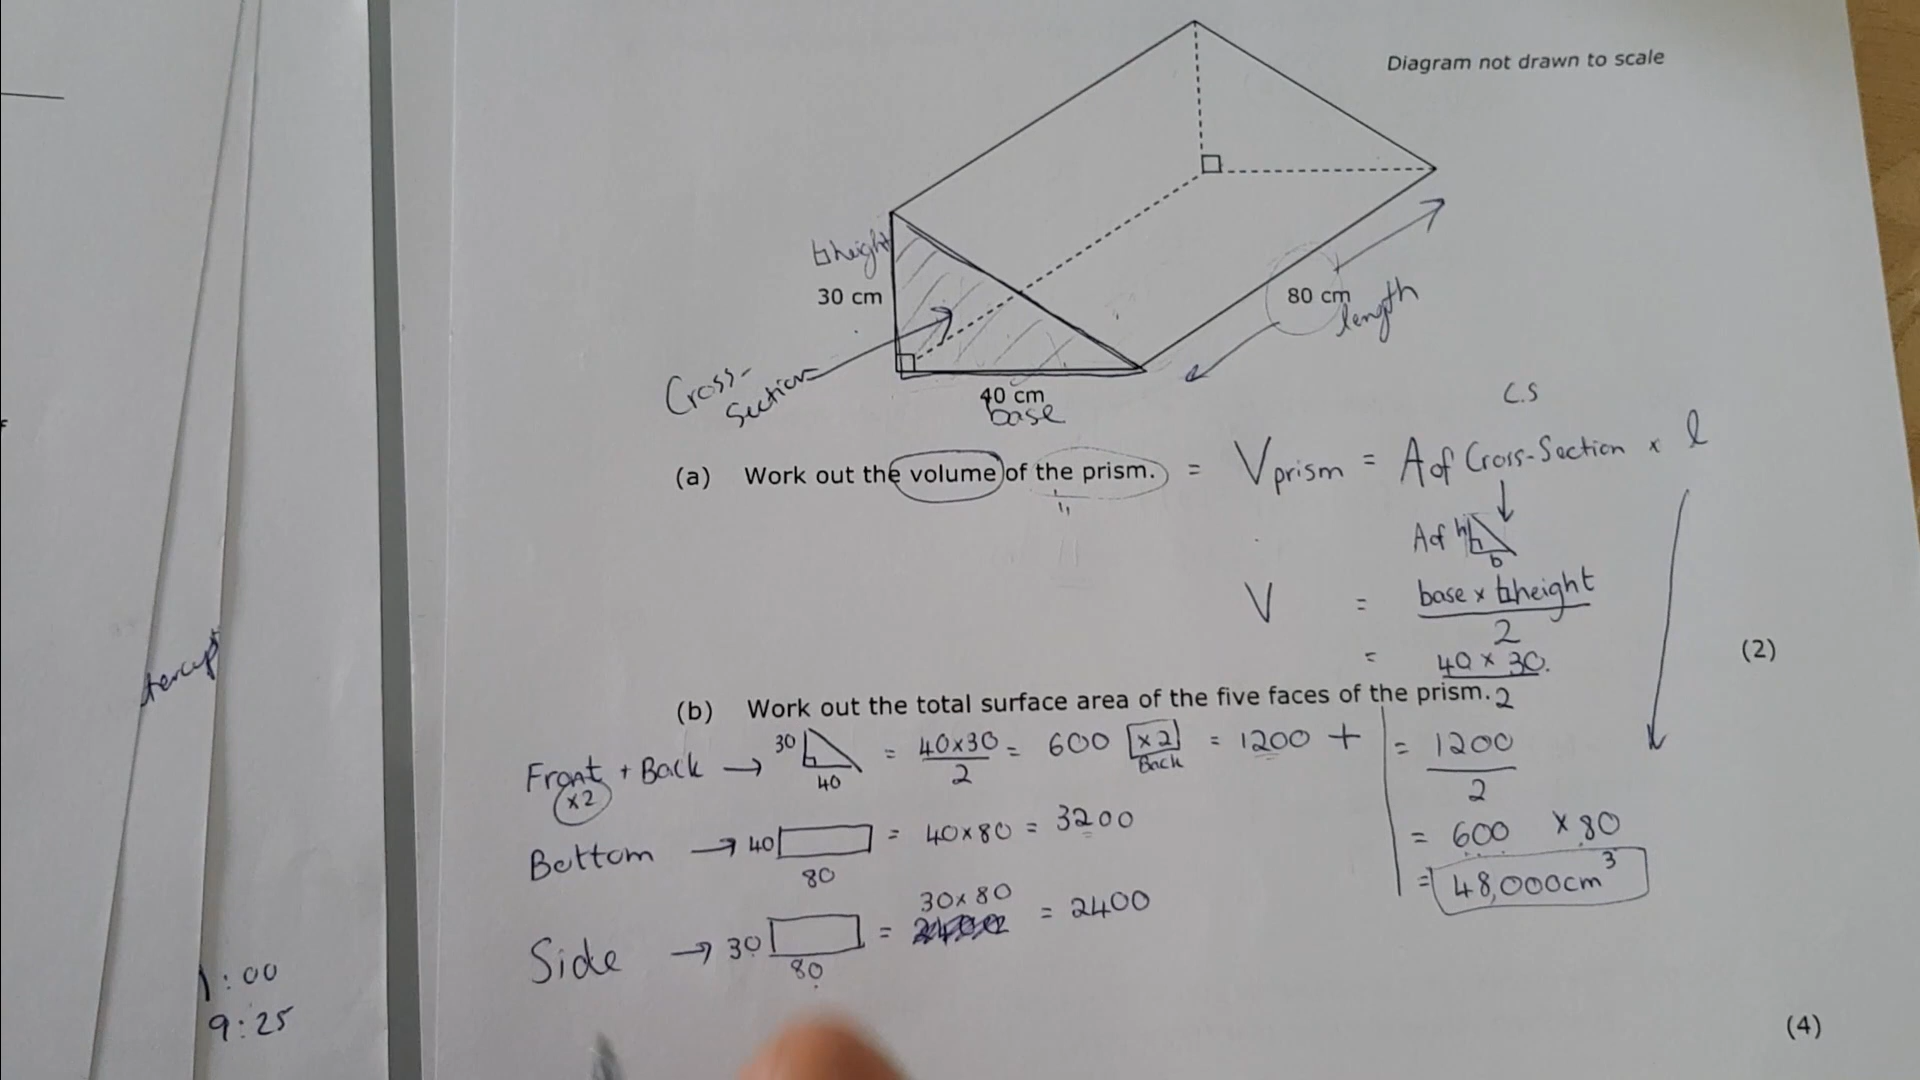 Diagram not drawn to scale
⊥height
30 cm
80 cm
length
Cross-
Section
40 cm
base
C.S
(a) Work out the volume of the prism. = Vprism = A of Cross-Section × l
A of h b
V = base × ⊥height
2
= 40 × 30
2
(2)
(b) Work out the total surface area of the five faces of the prism.
Front + Back → 30 40 = 40×30 = 600 ×2 = 1200 +
2
Back
×2
= 1200
2
Bottom → 40 80 = 40×80 = 3200
= 600 × 80
= 48,000cm³
Side → 30 80 = 30×80 = 2400
(4)
:00
9:25